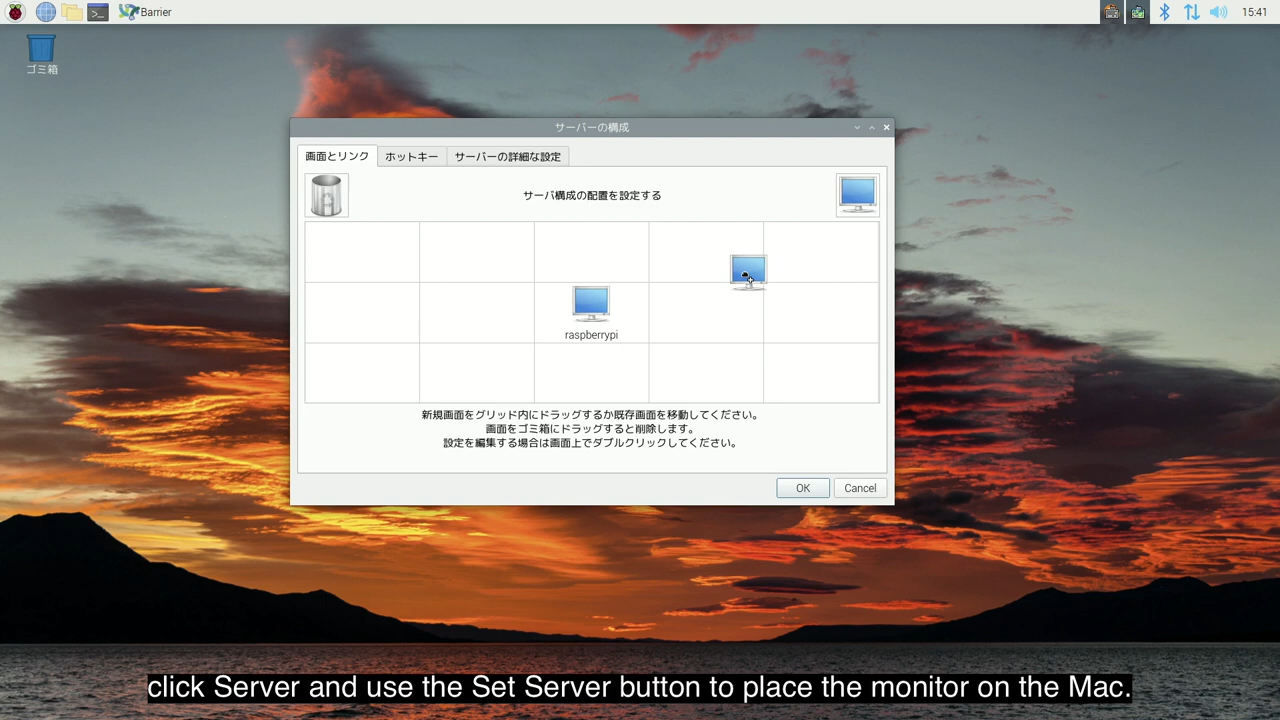 Barrier
15:41
ゴミ箱
サーバーの構成
画面とリンク
ホットキー
サーバーの詳細な設定
サーバ構成の配置を設定する
raspberrypi
新規画面をグリッド内にドラッグするか既存画面を移動してください。
画面をゴミ箱にドラッグすると削除します。
設定を編集する場合は画面上でダブルクリックしてください。
OK
Cancel
click Server and use the Set Server button to place the monitor on the Mac.